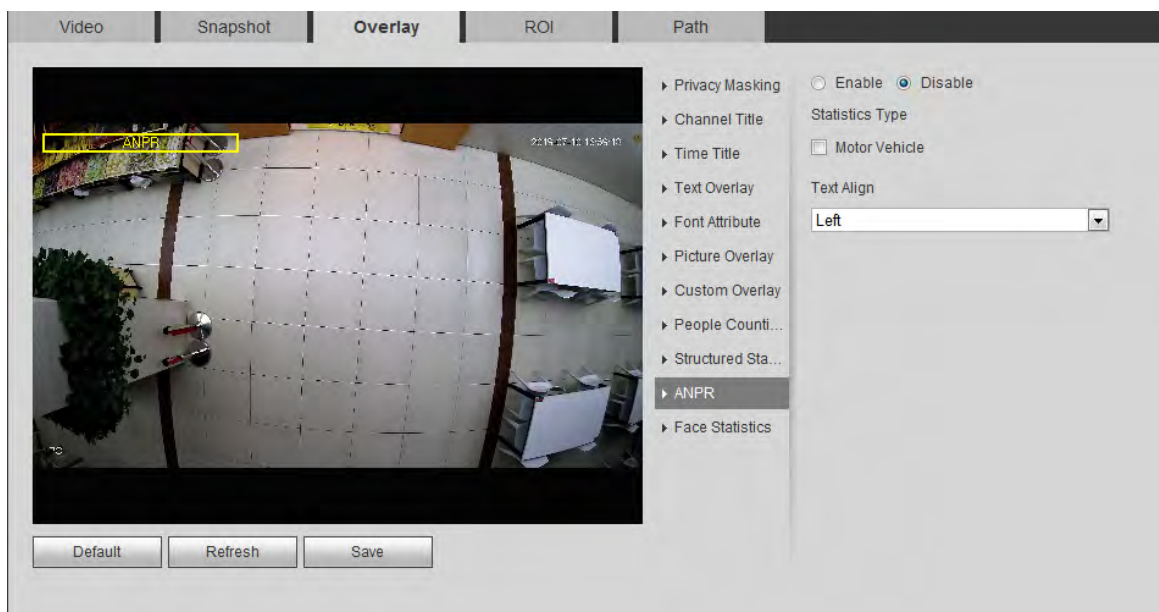 Video
Snapshot
Overlay
ROI
Path
ANPR
Privacy Masking
Channel Title
Time Title
Text Overlay
Font Attribute
Picture Overlay
Custom Overlay
People Counti...
Structured Sta...
ANPR
Face Statistics
Enable
Disable
Statistics Type
Motor Vehicle
Text Align
Left
Default
Refresh
Save